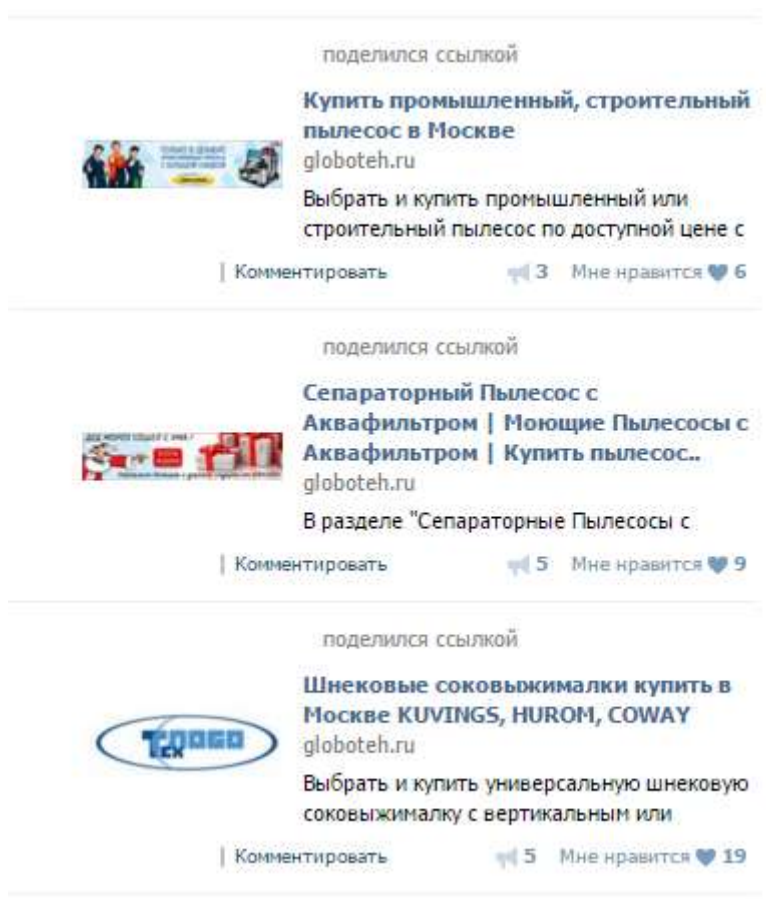 поделился ссылкой
Купить промышленный, строительный
пылесос в Москве
globoteh.ru
Выбрать и купить промышленный или
строительный пылесос по доступной цене с
| Комментировать 3 Мне нравится 6
поделился ссылкой
Сепараторный Пылесос с
Аквафильтром | Моющие Пылесосы с
Аквафильтром | Купить пылесос..
globoteh.ru
В разделе "Сепараторные Пылесосы с
| Комментировать 5 Мне нравится 9
поделился ссылкой
Шнековые соковыжималки купить в
Москве KUVINGS, HUROM, COWAY
globoteh.ru
Выбрать и купить универсальную шнековую
соковыжималку с вертикальным или
| Комментировать 5 Мне нравится 19